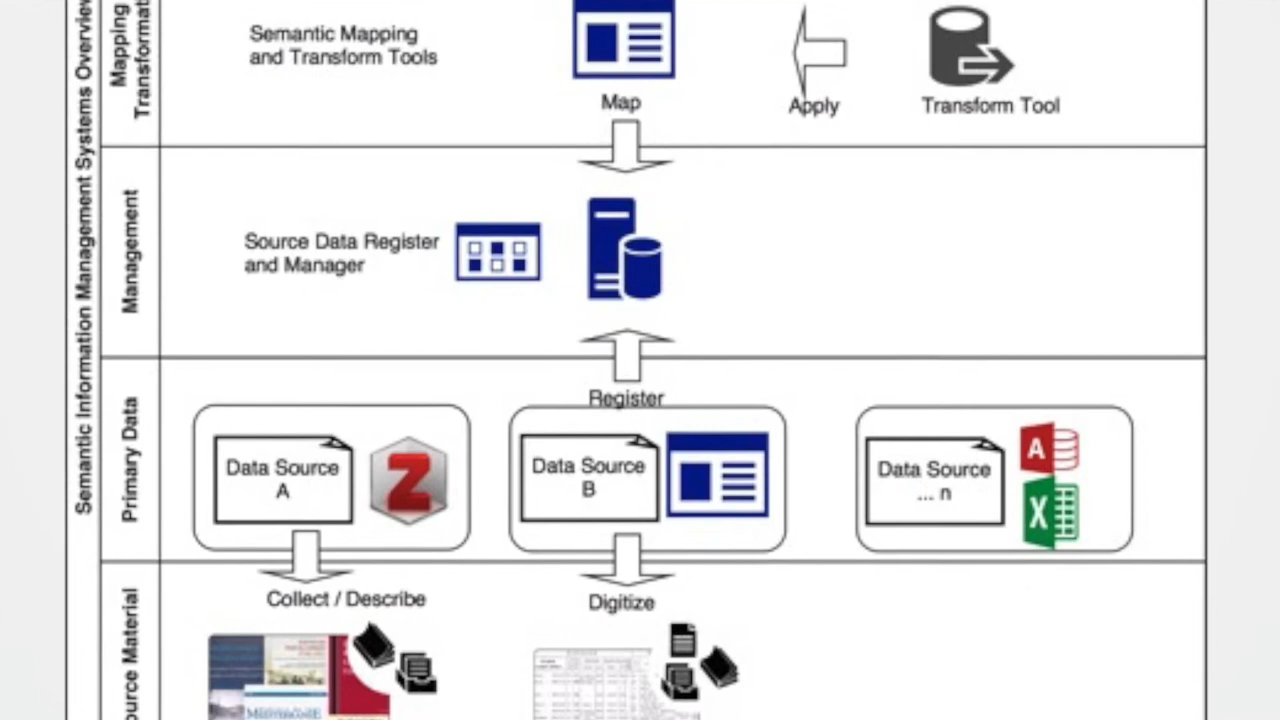 Semantic Information Management Systems Overview
Mapping
Transformat
Semantic Mapping
and Transform Tools
Map
Apply
Transform Tool
Management
Source Data Register
and Manager
Register
Primary Data
Data Source
A
Z
Data Source
B
Data Source
... n
A
X
Collect / Describe
Digitize
ource Material